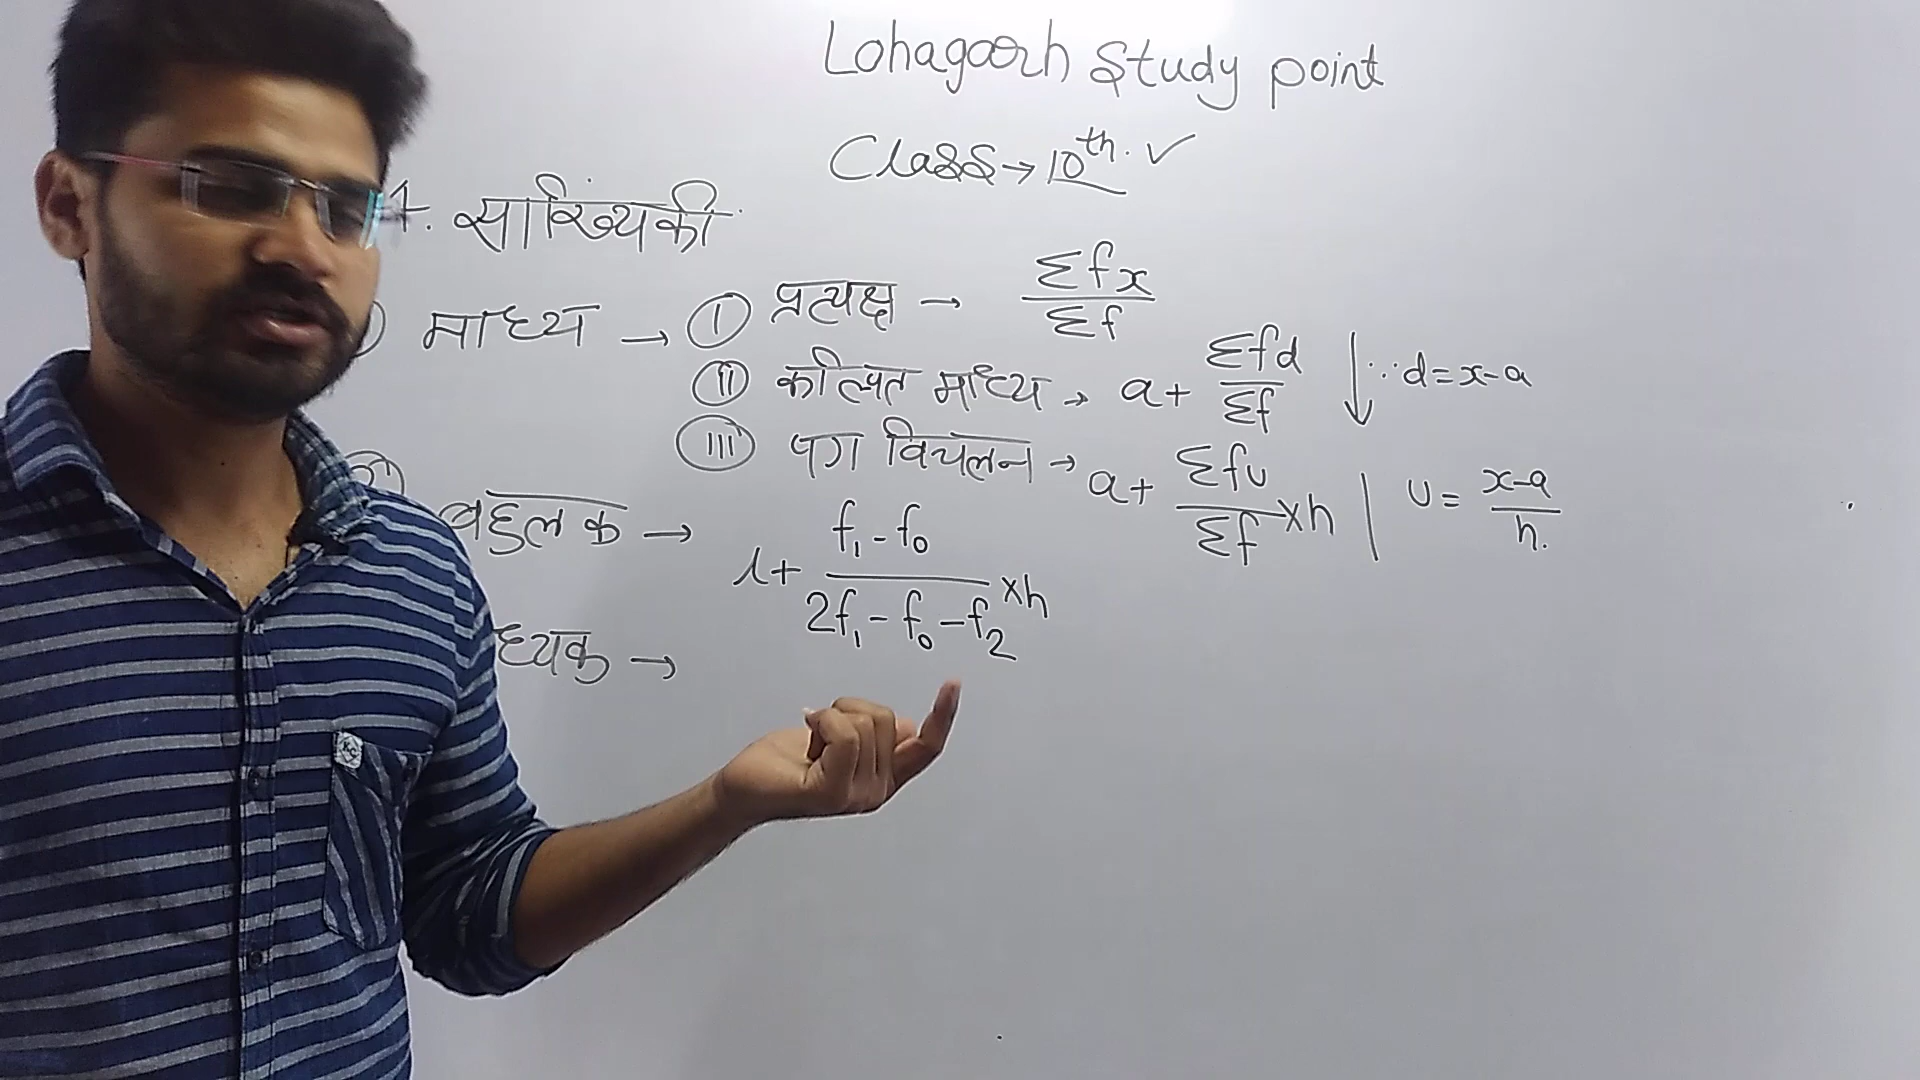 Lohagarh Study point
Class → 10th. ✓
4. सांख्यिकी
माध्य → (I) प्रत्यक्ष → Σfx / Σf
(II) कल्पित माध्य → a + Σfd / Σf ↓ ∵ d = x-a
(III) पग विचलन → a + Σfu / Σf × h | u = x-a / h.
बहुलक → l + f₁ - f₀ / 2f₁ - f₀ - f₂ × h
ध्यक →